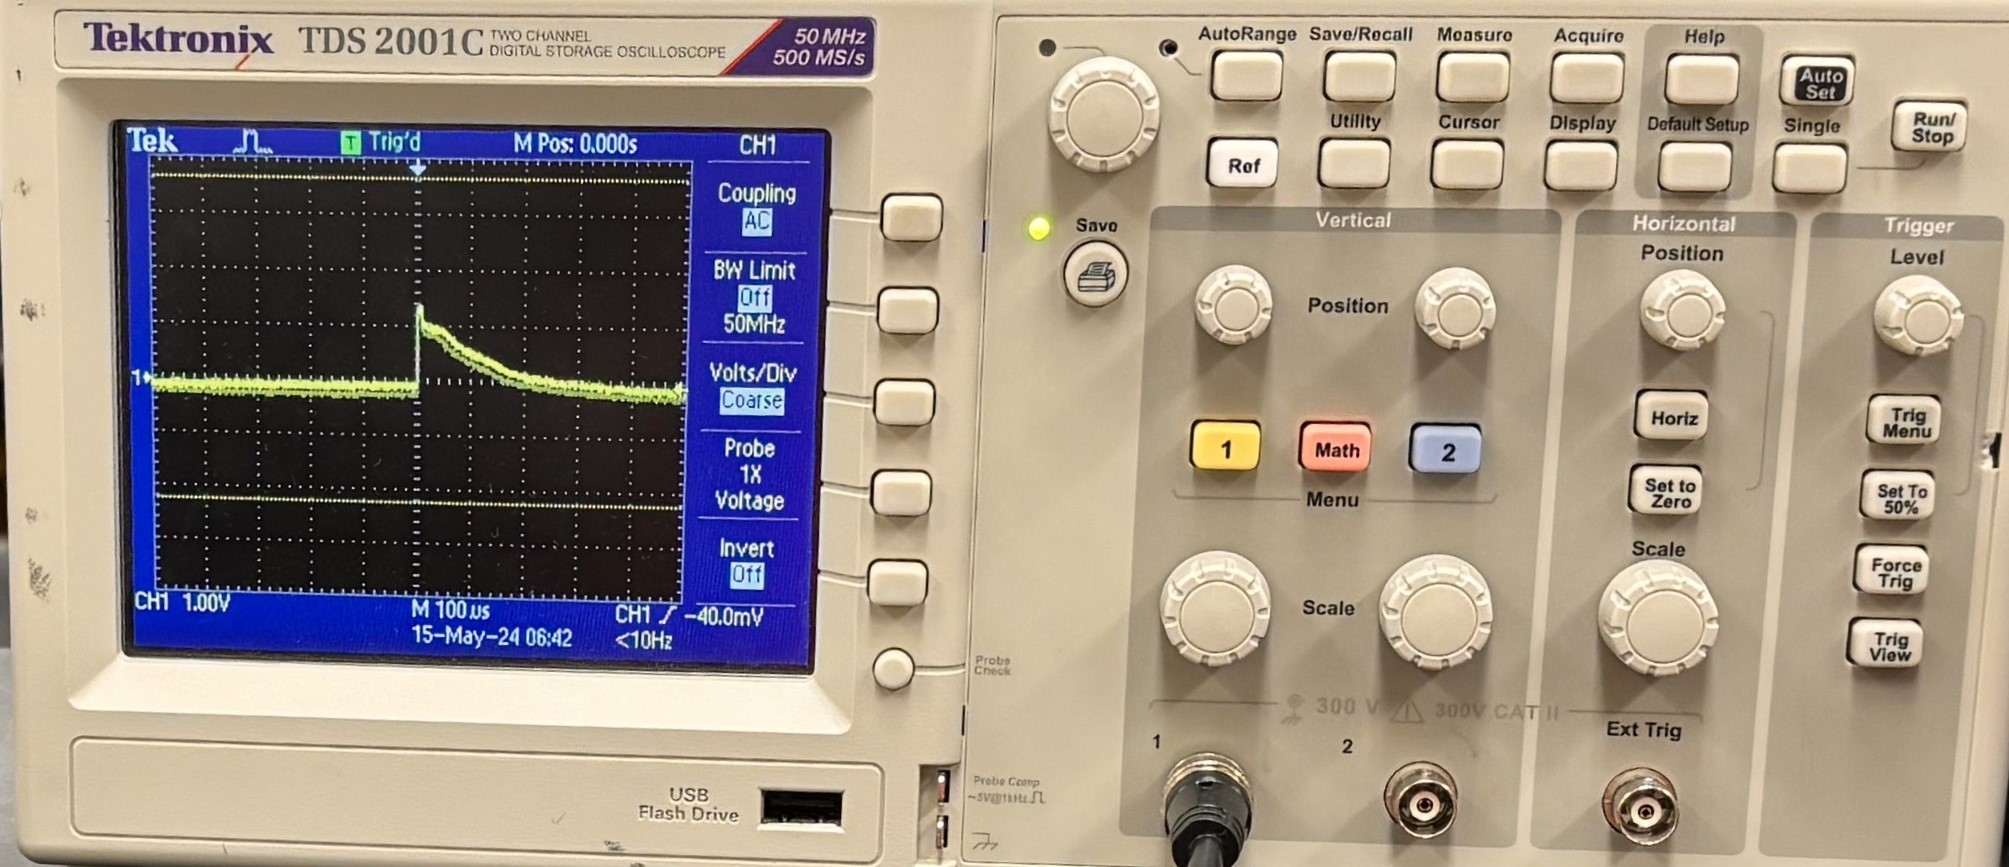 Tektronix TDS 2001C TWO CHANNEL
DIGITAL STORAGE OSCILLOSCOPE
50 MHz
500 MS/s
Tek
T Trig'd
M Pos: 0.000s
CH1
Coupling
AC
BW Limit
Off
50MHz
Volts/Div
Coarse
Probe
1X
Voltage
Invert
Off
1
CH1 1.00V
M 100us
CH1 -40.0mV
15-May-24 06:42
<10Hz
USB
Flash Drive
Probe
Check
Probe Comp
~5V@1kHz
AutoRange
Save/Recall
Measure
Acquire
Help
Auto
Set
Utility
Cursor
Display
Default Setup
Single
Run/
Stop
Ref
Save
Vertical
Horizontal
Trigger
Position
Position
Level
1
Math
2
Menu
Horiz
Set to
Zero
Trig
Menu
Set To
50%
Scale
Scale
Force
Trig
Trig
View
300 V
300V CAT II
1
2
Ext Trig